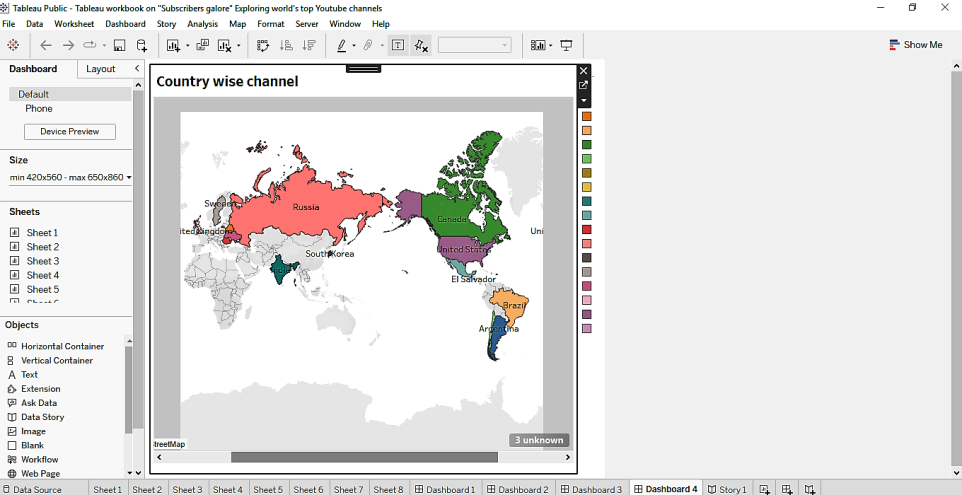 Tableau Public - Tableau workbook on "Subscribers galore" Exploring world's top Youtube channels
File Data Worksheet Dashboard Story Analysis Map Format Server Window Help
Show Me
Dashboard Layout
Default
Phone
Device Preview
Size
min 420x560 - max 650x860
Sheets
Sheet 1
Sheet 2
Sheet 3
Sheet 4
Sheet 5
Objects
Horizontal Container
Vertical Container
A Text
Extension
Ask Data
Data Story
Image
Blank
Workflow
Web Page
Country wise channel
Sweden
Russia
Canada
ited Kingdom
Uni
United States
South Korea
India
El Salvador
Brazil
Argentina
3 unknown
treetMap
Data Source Sheet 1 Sheet 2 Sheet 3 Sheet 4 Sheet 5 Sheet 6 Sheet 7 Sheet 8 Dashboard 1 Dashboard 2 Dashboard 3 Dashboard 4 Story 1